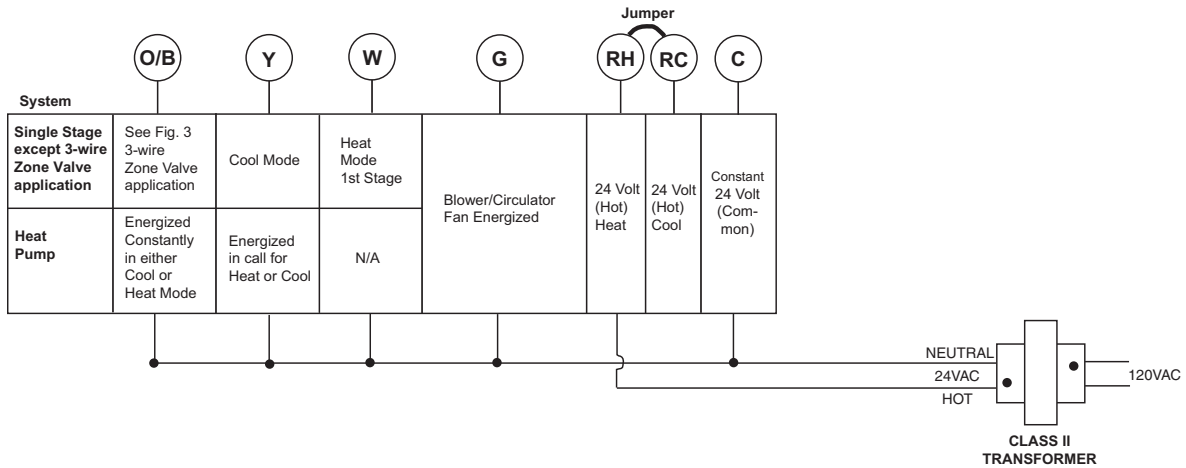 Jumper
O/B
Y
W
G
RH
RC
C
System
Single Stage
except 3-wire
Zone Valve
application
See Fig. 3
3-wire
Zone Valve
application
Cool Mode
Heat
Mode
1st Stage
Blower/Circulator
Fan Energized
24 Volt
(Hot)
Heat
24 Volt
(Hot)
Cool
Constant
24 Volt
(Com-
mon)
Heat
Pump
Energized
Constantly
in either
Cool or
Heat Mode
Energized
in call for
Heat or Cool
N/A
NEUTRAL
24VAC
HOT
120VAC
CLASS II
TRANSFORMER